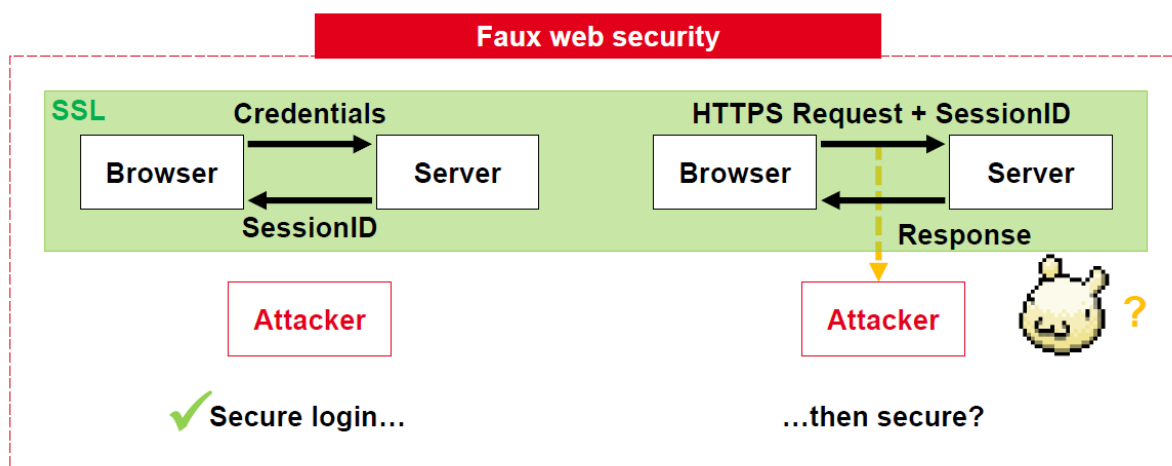 Faux web security
SSL
Credentials
HTTPS Request + SessionID
Browser
Server
Browser
Server
SessionID
Response
Attacker
Attacker
?
Secure login…
…then secure?